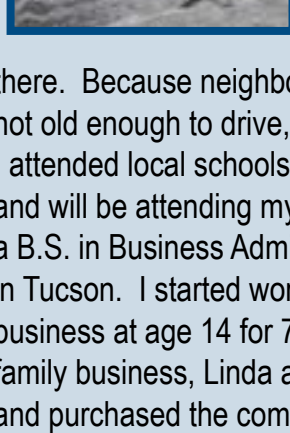 there. Because neighbo
not old enough to drive,
attended local schools
and will be attending my
a B.S. in Business Adm
in Tucson. I started wor
business at age 14 for 7
family business, Linda a
and purchased the com